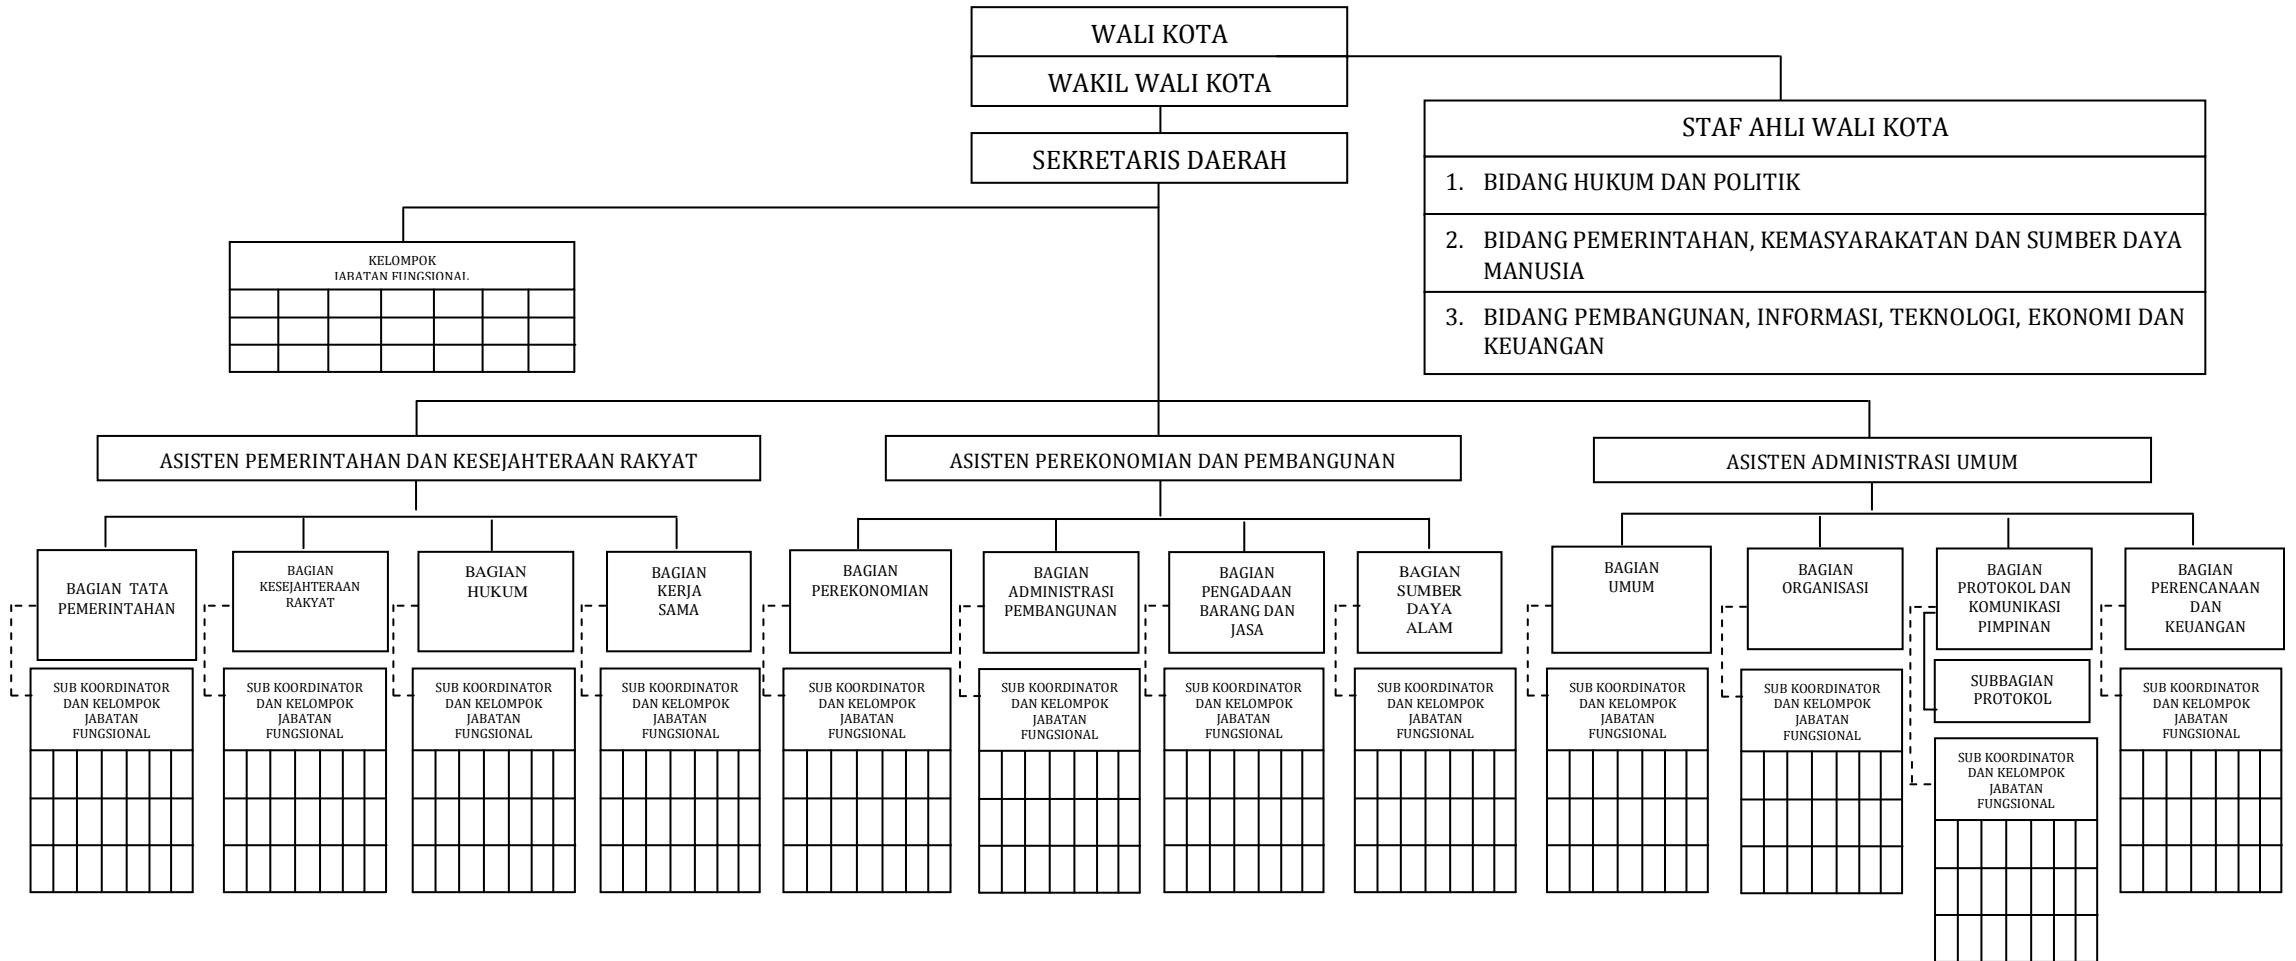 WALI KOTA
WAKIL WALI KOTA
SEKRETARIS DAERAH
STAF AHLI WALI KOTA
1. BIDANG HUKUM DAN POLITIK
2. BIDANG PEMERINTAHAN, KEMASYARAKATAN DAN SUMBER DAYA
MANUSIA
3. BIDANG PEMBANGUNAN, INFORMASI, TEKNOLOGI, EKONOMI DAN
KEUANGAN
KELOMPOK
JABATAN FUNGSIONAL
ASISTEN PEMERINTAHAN DAN KESEJAHTERAAN RAKYAT
ASISTEN PEREKONOMIAN DAN PEMBANGUNAN
ASISTEN ADMINISTRASI UMUM
BAGIAN TATA
PEMERINTAHAN
BAGIAN
KESEJAHTERAAN
RAKYAT
BAGIAN
HUKUM
BAGIAN
KERJA
SAMA
BAGIAN
PEREKONOMIAN
BAGIAN
ADMINISTRASI
PEMBANGUNAN
BAGIAN
PENGADAAN
BARANG DAN
JASA
BAGIAN
SUMBER
DAYA
ALAM
BAGIAN
UMUM
BAGIAN
ORGANISASI
BAGIAN
PROTOKOL DAN
KOMUNIKASI
PIMPINAN
BAGIAN
PERENCANAAN
DAN
KEUANGAN
SUB KOORDINATOR
DAN KELOMPOK
JABATAN
FUNGSIONAL
SUB KOORDINATOR
DAN KELOMPOK
JABATAN
FUNGSIONAL
SUB KOORDINATOR
DAN KELOMPOK
JABATAN
FUNGSIONAL
SUB KOORDINATOR
DAN KELOMPOK
JABATAN
FUNGSIONAL
SUB KOORDINATOR
DAN KELOMPOK
JABATAN
FUNGSIONAL
SUB KOORDINATOR
DAN KELOMPOK
JABATAN
FUNGSIONAL
SUB KOORDINATOR
DAN KELOMPOK
JABATAN
FUNGSIONAL
SUB KOORDINATOR
DAN KELOMPOK
JABATAN
FUNGSIONAL
SUB KOORDINATOR
DAN KELOMPOK
JABATAN
FUNGSIONAL
SUB KOORDINATOR
DAN KELOMPOK
JABATAN
FUNGSIONAL
SUBBAGIAN
PROTOKOL
SUB KOORDINATOR
DAN KELOMPOK
JABATAN
FUNGSIONAL
SUB KOORDINATOR
DAN KELOMPOK
JABATAN
FUNGSIONAL